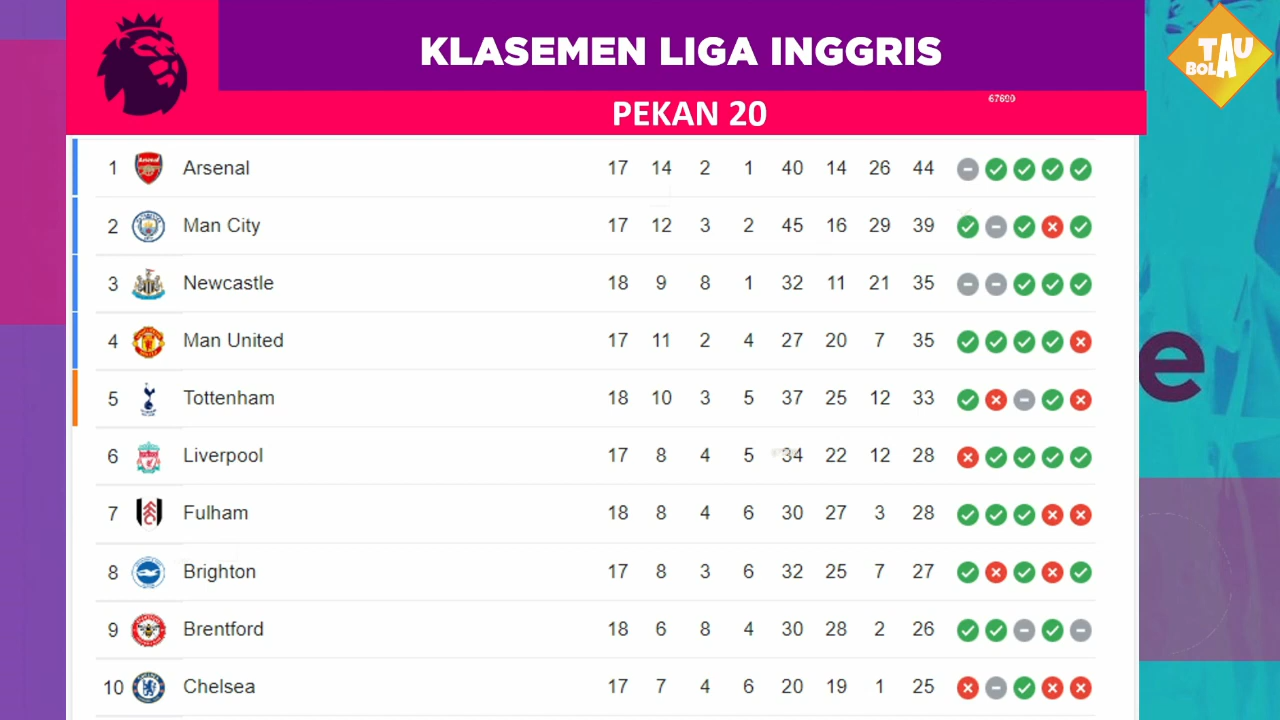 KLASEMEN LIGA INGGRIS
TAU
BOLA
67699
PEKAN 20
1 Arsenal 17 14 2 1 40 14 26 44
2 Man City 17 12 3 2 45 16 29 39
3 Newcastle 18 9 8 1 32 11 21 35
4 Man United 17 11 2 4 27 20 7 35
5 Tottenham 18 10 3 5 37 25 12 33
6 Liverpool 17 8 4 5 34 22 12 28
7 Fulham 18 8 4 6 30 27 3 28
8 Brighton 17 8 3 6 32 25 7 27
9 Brentford 18 6 8 4 30 28 2 26
10 Chelsea 17 7 4 6 20 19 1 25
e